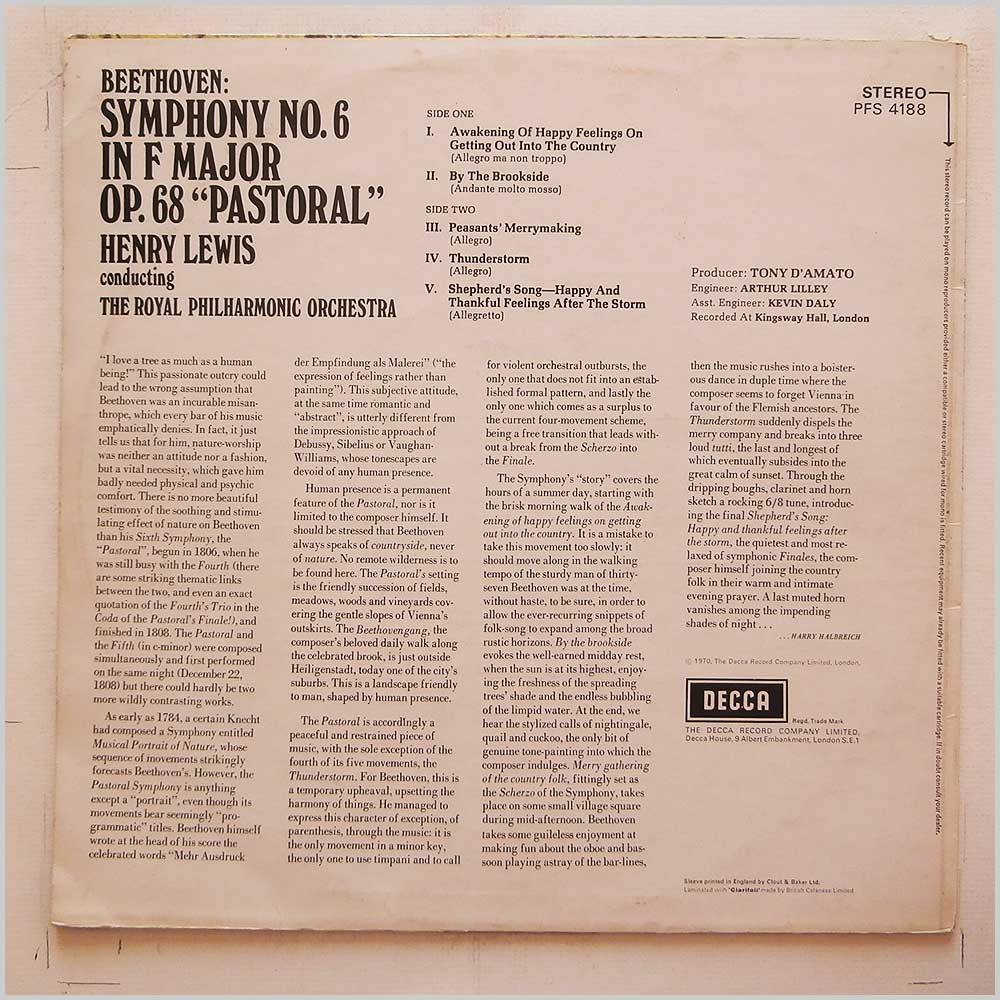 BEETHOVEN:
SYMPHONY NO. 6
IN F MAJOR
OP. 68 “PASTORAL”
HENRY LEWIS
conducting
THE ROYAL PHILHARMONIC ORCHESTRA
SIDE ONE
I. Awakening Of Happy Feelings On
Getting Out Into The Country
(Allegro ma non troppo)
II. By The Brookside
(Andante molto mosso)
SIDE TWO
III. Peasants' Merrymaking
(Allegro)
IV. Thunderstorm
(Allegro)
V. Shepherd's Song—Happy And
Thankful Feelings After The Storm
(Allegretto)
STEREO
PFS 4188
Producer: TONY D'AMATO
Engineer: ARTHUR LILLEY
Asst. Engineer: KEVIN DALY
Recorded At Kingsway Hall, London
“I love a tree as much as a human
being!” This passionate outcry could
lead to the wrong assumption that
Beethoven was an incurable misan-
thrope, which every bar of his music
emphatically denies. In fact, it just
tells us that for him, nature-worship
was neither an attitude nor a fashion,
but a vital necessity, which gave him
badly needed physical and psychic
comfort. There is no more beautiful
testimony of the soothing and stimu-
lating effect of nature on Beethoven
than his Sixth Symphony, the
“Pastoral”, begun in 1806, when he
was still busy with the Fourth (there
are some striking thematic links
between the two, and even an exact
quotation of the Fourth's Trio in the
Coda of the Pastoral's Finale!), and
finished in 1808. The Pastoral and
the Fifth (in c-minor) were composed
simultaneously and first performed
on the same night (December 22,
1808) but there could hardly be two
more wildly contrasting works.
As early as 1784, a certain Knecht
had composed a Symphony entitled
Musical Portrait of Nature, whose
sequence of movements strikingly
forecasts Beethoven's. However, the
Pastoral Symphony is anything
except a “portrait”, even though its
movements bear seemingly “pro-
grammatic” titles. Beethoven himself
wrote at the head of his score the
celebrated words “Mehr Ausdruck
der Empfindung als Malerei” (“the
expression of feelings rather than
painting”). This subjective attitude,
at the same time romantic and
“abstract”, is utterly different from
the impressionistic approach of
Debussy, Sibelius or Vaughan-
Williams, whose tonescapes are
devoid of any human presence.
Human presence is a permanent
feature of the Pastoral, nor is it
limited to the composer himself. It
should be stressed that Beethoven
always speaks of countryside, never
of nature. No remote wilderness is to
be found here. The Pastoral's setting
is the friendly succession of fields,
meadows, woods and vineyards cov-
ering the gentle slopes of Vienna's
outskirts. The Beethovengang, the
composer's beloved daily walk along
the celebrated brook, is just outside
Heiligenstadt, today one of the city's
suburbs. This is a landscape friendly
to man, shaped by human presence.
The Pastoral is accordingly a
peaceful and restrained piece of
music, with the sole exception of the
fourth of its five movements, the
Thunderstorm. For Beethoven, this is
a temporary upheaval, upsetting the
harmony of things. He managed to
express this character of exception, of
parenthesis, through the music: it is
the only movement in a minor key,
the only one to use timpani and to call
for violent orchestral outbursts, the
only one that does not fit into an estab-
lished formal pattern, and lastly the
only one which comes as a surplus to
the current four-movement scheme,
being a free transition that leads with-
out a break from the Scherzo into
the Finale.
The Symphony's “story” covers the
hours of a summer day, starting with
the brisk morning walk of the Awak-
ening of happy feelings on getting
out into the country. It is a mistake to
take this movement too slowly: it
should move along in the walking
tempo of the sturdy man of thirty-
seven Beethoven was at the time,
without haste, to be sure, in order to
allow the ever-recurring snippets of
folk-song to expand among the broad
rustic horizons. By the brookside
evokes the well-earned midday rest,
when the sun is at its highest, enjoy-
ing the freshness of the spreading
trees' shade and the endless bubbling
of the limpid water. At the end, we
hear the stylized calls of nightingale,
quail and cuckoo, the only bit of
genuine tone-painting into which the
composer indulges. Merry gathering
of the country folk, fittingly set as
the Scherzo of the Symphony, takes
place on some small village square
during mid-afternoon. Beethoven
takes some guileless enjoyment at
making fun about the oboe and bas-
soon playing astray of the bar-lines,
then the music rushes into a boister-
ous dance in duple time where the
composer seems to forget Vienna in
favour of the Flemish ancestors. The
Thunderstorm suddenly dispels the
merry company and breaks into three
loud tutti, the last and longest of
which eventually subsides into the
great calm of sunset. Through the
dripping boughs, clarinet and horn
sketch a rocking 6/8 tune, introduc-
ing the final Shepherd's Song:
Happy and thankful feelings after
the storm, the quietest and most re-
laxed of symphonic Finales, the com-
poser himself joining the country
folk in their warm and intimate
evening prayer. A last muted horn
vanishes among the impending
shades of night . . .
. . . HARRY HALBREICH
℗ 1970, The Decca Record Company Limited, London.
DECCA
Regd. Trade Mark
THE DECCA RECORD COMPANY LIMITED,
Decca House, 9 Albert Embankment, London S.E.1
Sleeve printed in England by Clout & Baker Ltd.
Laminated with 'Clarifoil' made by British Celanese Limited
This stereo record can be played on mono reproducers provided either a compatible or stereo cartridge wired for mono is fitted. Recent equipment may already be fitted with a suitable cartridge. If in doubt consult your dealer.